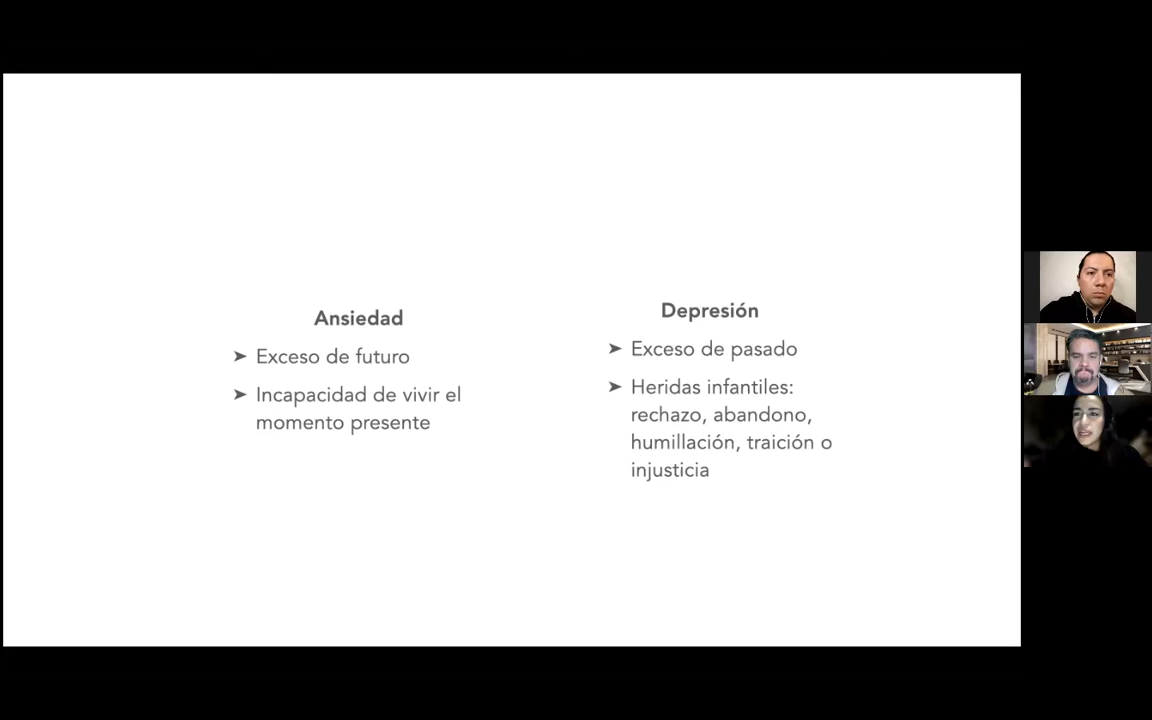 Ansiedad
➤ Exceso de futuro
➤ Incapacidad de vivir el
momento presente
Depresión
➤ Exceso de pasado
➤ Heridas infantiles:
rechazo, abandono,
humillación, traición o
injusticia